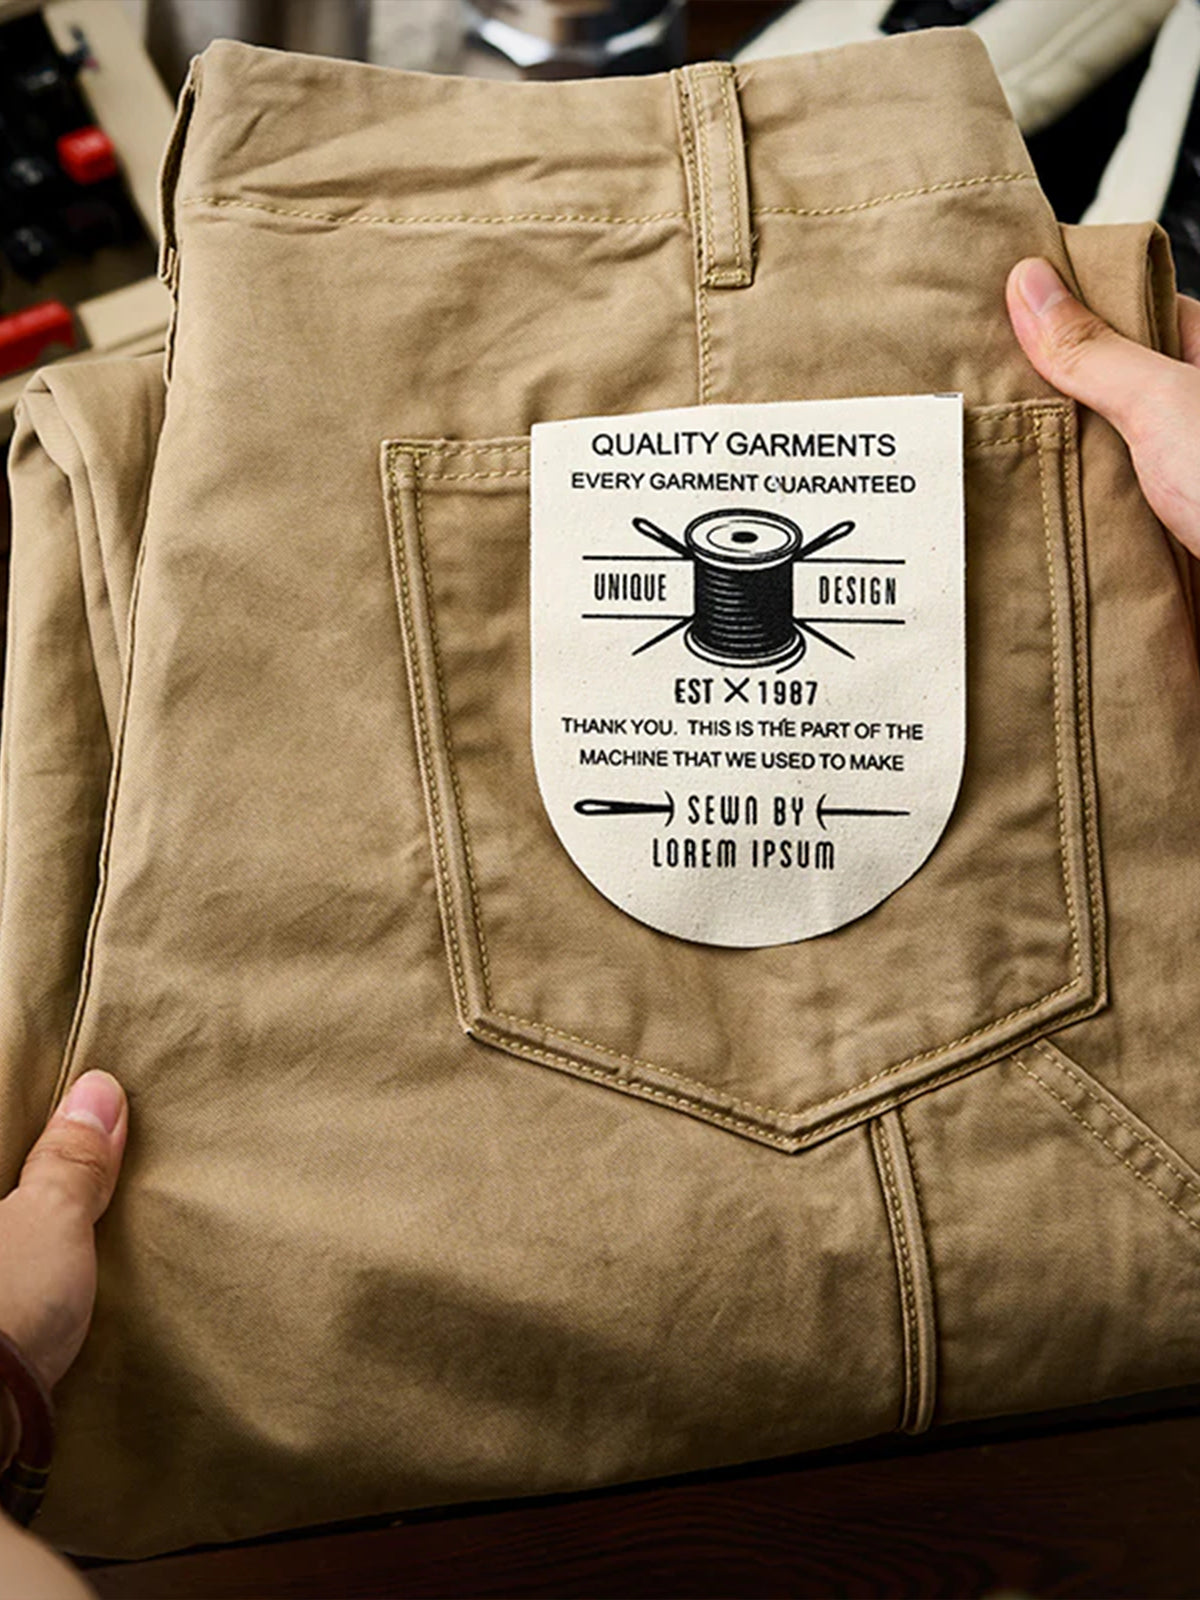 QUALITY GARMENTS
EVERY GARMENT GUARANTEED
UNIQUE DESIGN
EST X 1987
THANK YOU. THIS IS THE PART OF THE
MACHINE THAT WE USED TO MAKE
SEWN BY
LOREM IPSUM